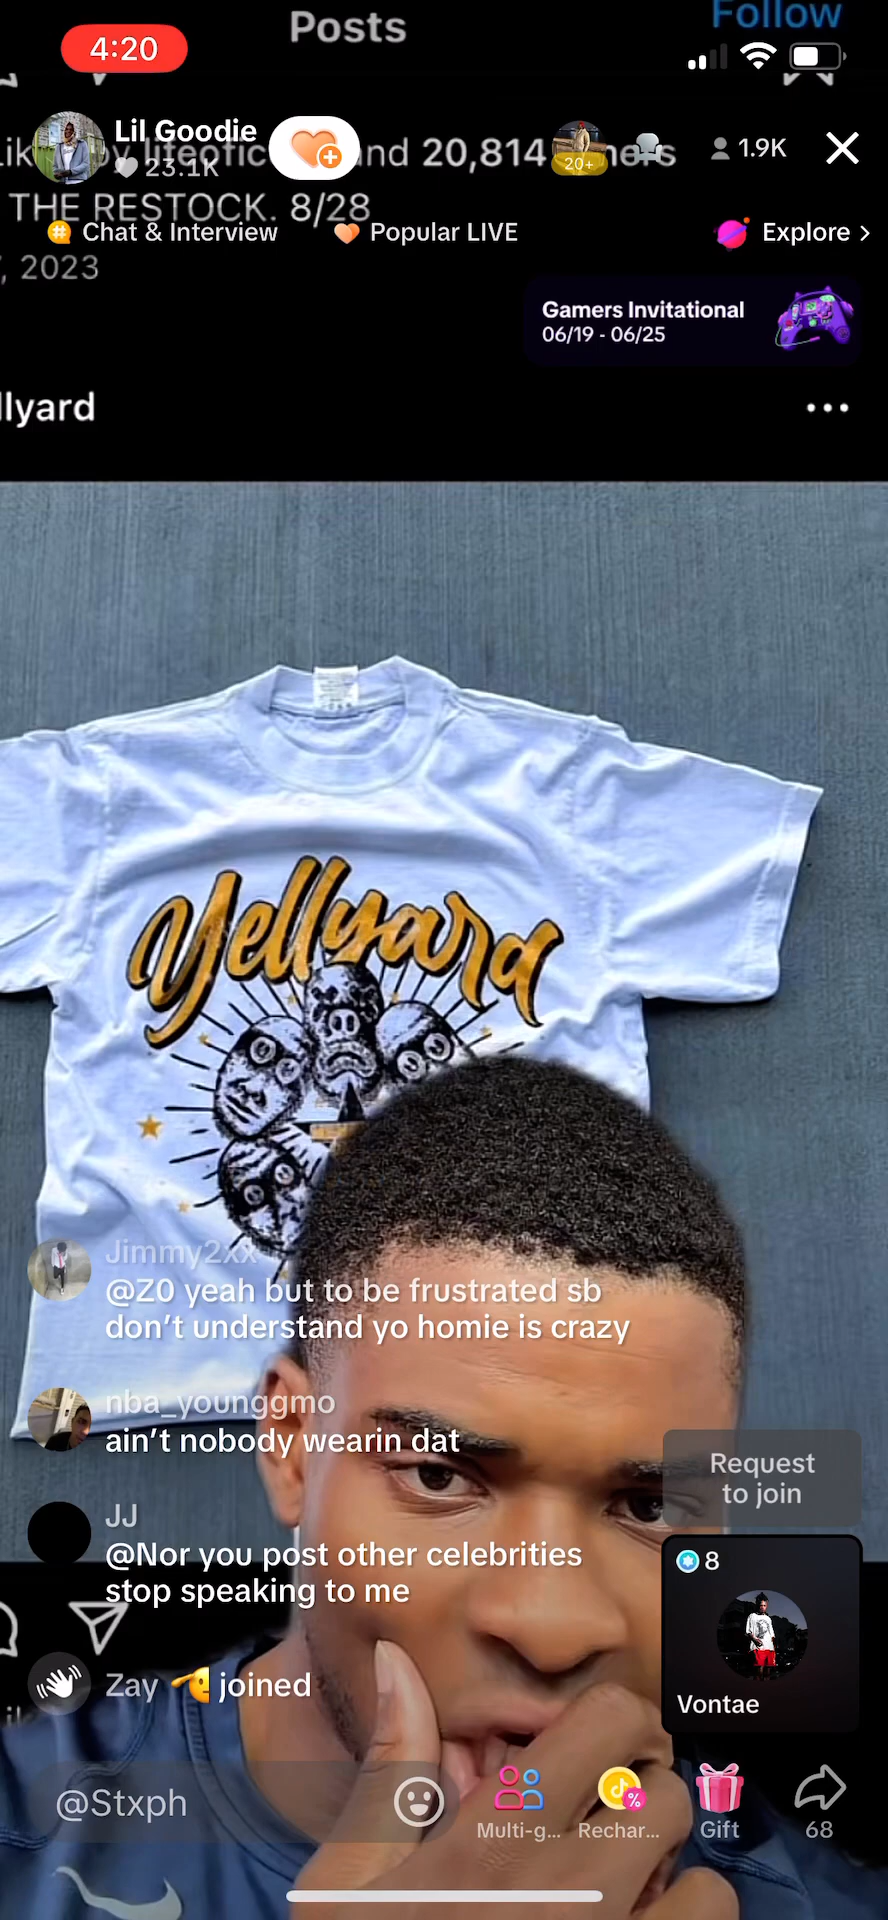 Posts
Follow
4:20
Lil Goodie
23.1K
and 20,814
20+
1.9K
THE RESTOCK. 8/28
Chat & Interview
Popular LIVE
Explore >
, 2023
Gamers Invitational
06/19 - 06/25
llyard
Yellyard
Jimmy2xx
@Z0 yeah but to be frustrated sb
don't understand yo homie is crazy
nba_younggmo
ain't nobody wearin dat
Request
to join
JJ
@Nor you post other celebrities
stop speaking to me
8
Zay joined
Vontae
@Stxph
Multi-g...
Rechar...
Gift
68